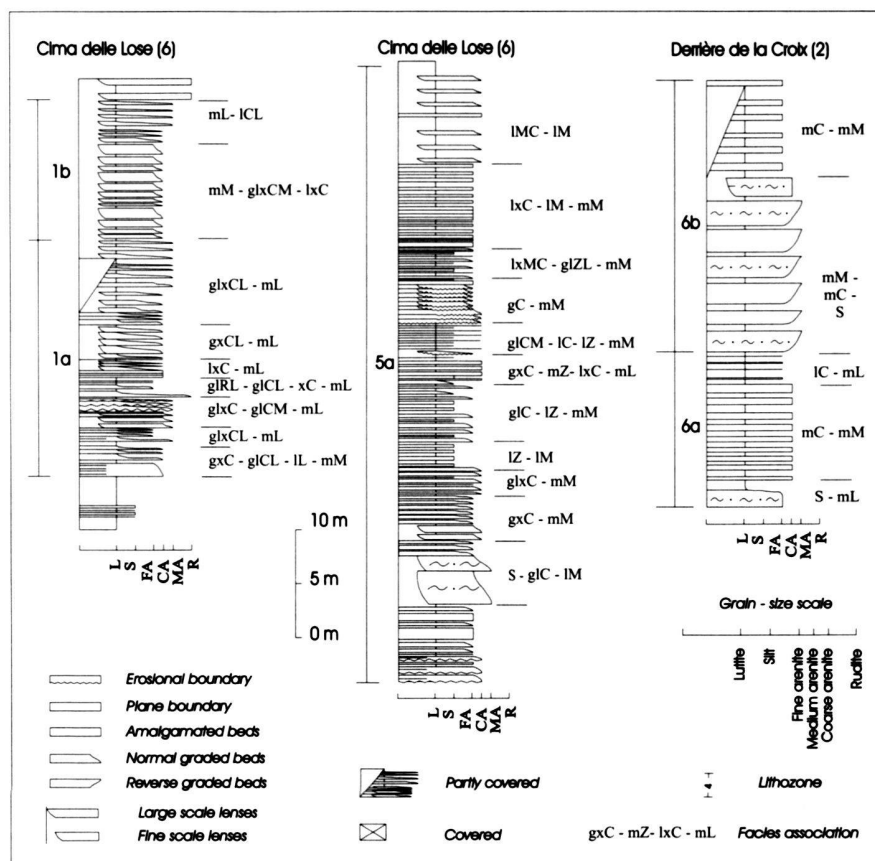 Cima delle Lose (6)
1b
1a
mL- lCL
mM - glxCM - lxC
glxCL - mL
gxCL - mL
lxC - mL
glRL - glCL - xC - mL
glxC - glCM - mL
glxCL - mL
gxC - glCL - lL - mM
L S FA CA MA R
Cima delle Lose (6)
5a
lMC - lM
lxC - lM - mM
lxMC - glZL - mM
gC - mM
glCM - lC- lZ - mM
gxC - mZ- lxC - mL
glC - lZ - mM
lZ - lM
glxC - mM
gxC - mM
S - glC - lM
L S FA CA MA R
10 m
5 m
0 m
Derrière de la Croix (2)
6b
6a
mC - mM
mM -
mC -
S
lC - mL
mC - mM
S - mL
L S FA CA MA R
Grain - size scale
Lutite
Silt
Fine arenite
Medium arenite
Coarse arenite
Rudite
Erosional boundary
Plane boundary
Amalgamated beds
Normal graded beds
Reverse graded beds
Large scale lenses
Fine scale lenses
Partly covered
Covered
4 Lithozone
gxC - mZ- lxC - mL Facies association